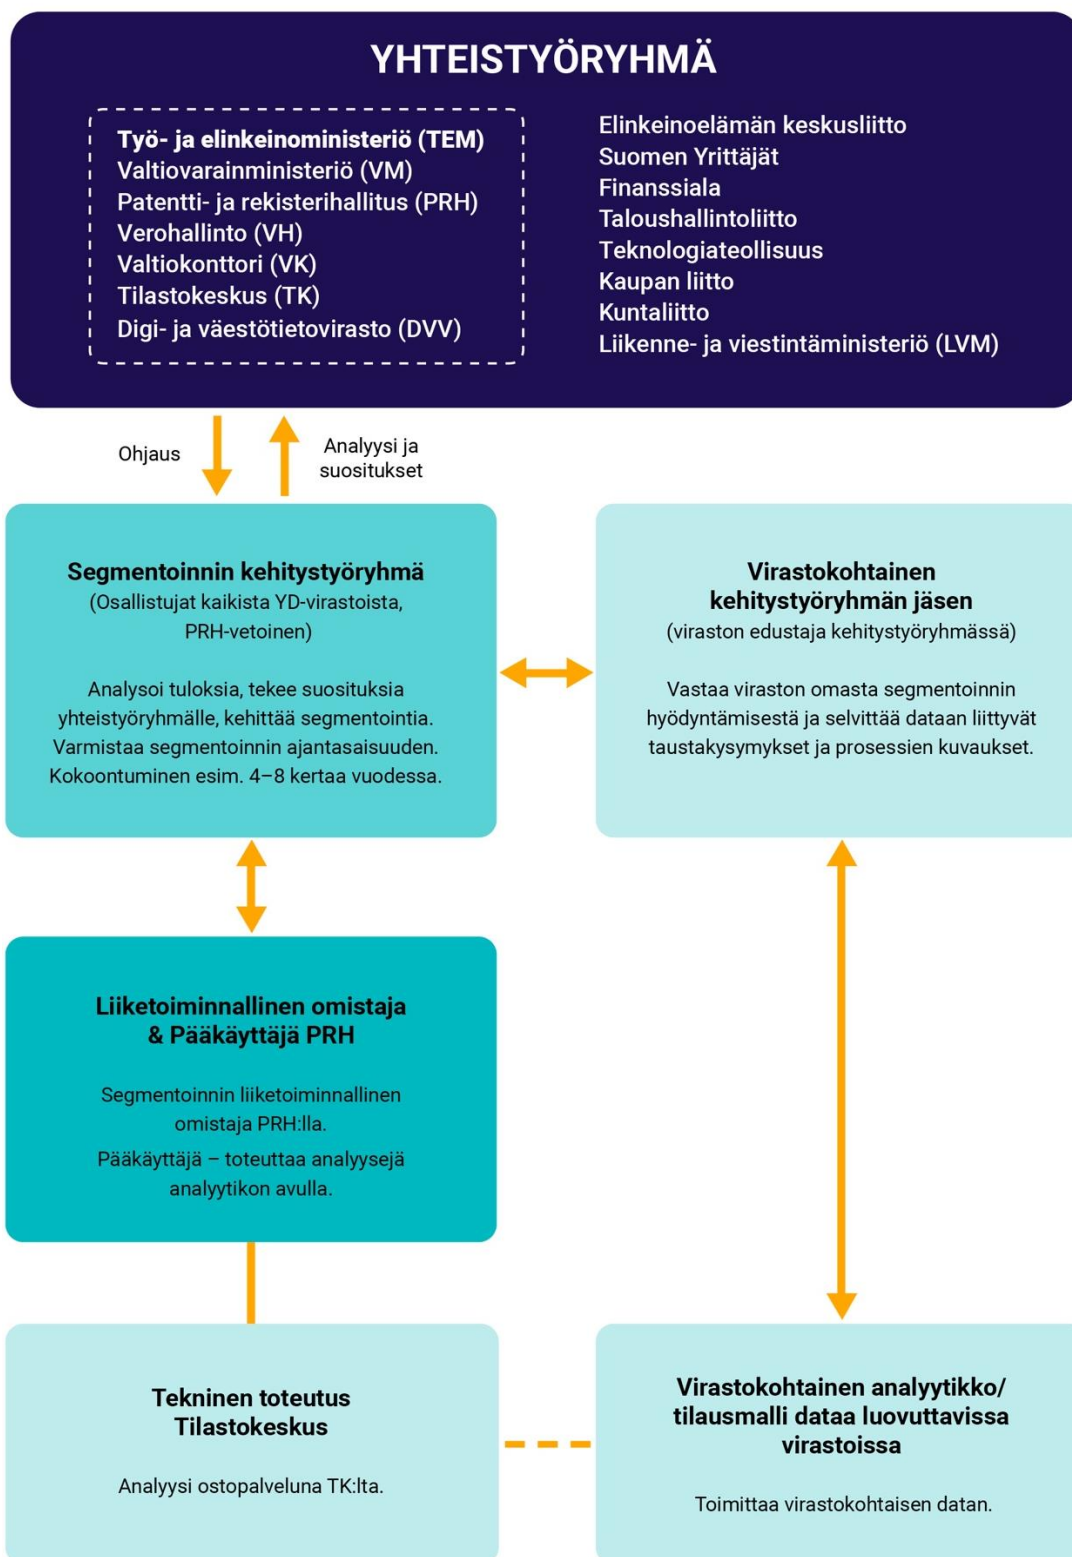 YHTEISTYÖRYHMÄ
Työ- ja elinkeinoministeriö (TEM)
Valtiovarainministeriö (VM)
Patentti- ja rekisterihallitus (PRH)
Verohallinto (VH)
Valtiokonttori (VK)
Tilastokeskus (TK)
Digi- ja väestötietovirasto (DVV)
Elinkeinoelämän keskusliitto
Suomen Yrittäjät
Finanssiala
Taloushallintoliitto
Teknologiateollisuus
Kaupan liitto
Kuntaliitto
Liikenne- ja viestintäministeriö (LVM)
Ohjaus
Analyysi ja
suositukset
Segmentoinnin kehitystyöryhmä
(Osallistujat kaikista YD-virastoista,
PRH-vetoinen)
Analysoi tuloksia, tekee suosituksia
yhteistyöryhmälle, kehittää segmentointia.
Varmistaa segmentoinnin ajantasaisuuden.
Kokoontuminen esim. 4–8 kertaa vuodessa.
Virastokohtainen
kehitystyöryhmän jäsen
(viraston edustaja kehitystyöryhmässä)
Vastaa viraston omasta segmentoinnin
hyödyntämisestä ja selvittää dataan liittyvät
taustakysymykset ja prosessien kuvaukset.
Liiketoiminnallinen omistaja
& Pääkäyttäjä PRH
Segmentoinnin liiketoiminnallinen
omistaja PRH:lla.
Pääkäyttäjä – toteuttaa analyysejä
analyytikon avulla.
Tekninen toteutus
Tilastokeskus
Analyysi ostopalveluna TK:lta.
Virastokohtainen analyytikko/
tilausmalli dataa luovuttavissa
virastoissa
Toimittaa virastokohtaisen datan.